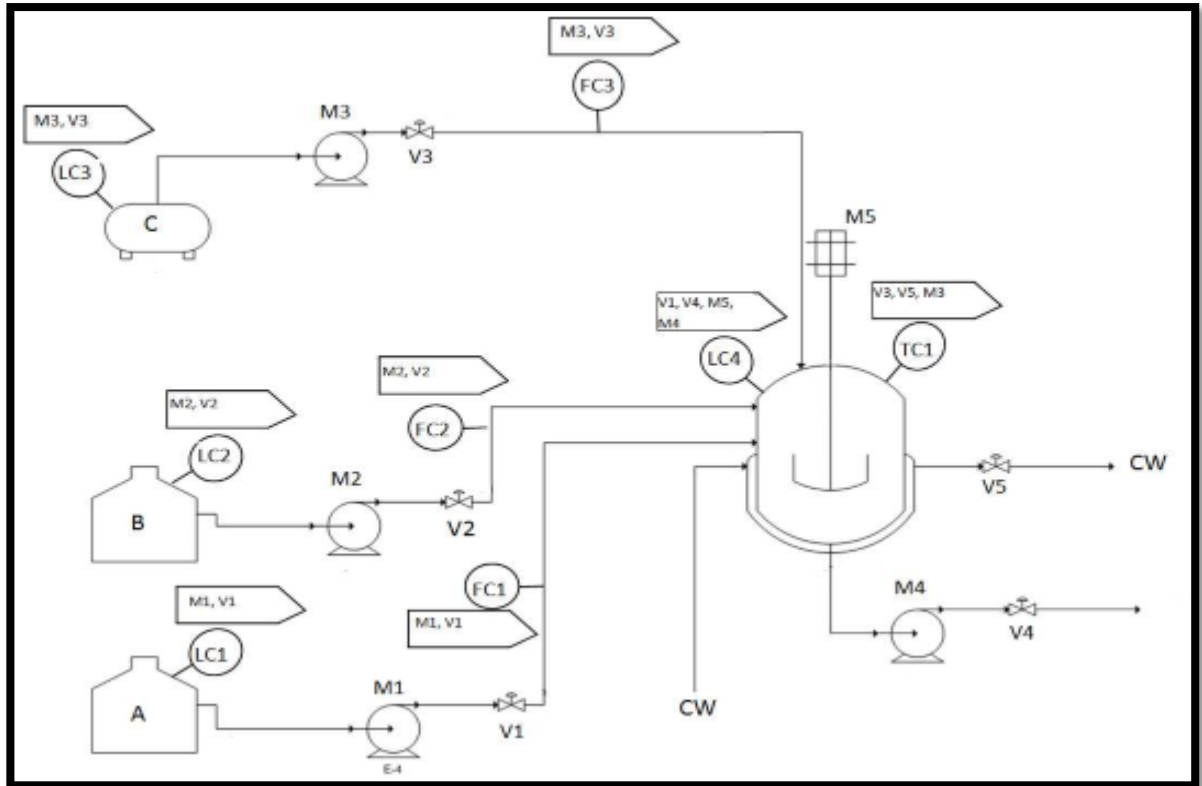 M3, V3
FC3
M3, V3
LC3
C
M3
V3
M5
V1, V4, M5,
M4
LC4
V3, V5, M3
TC1
M2, V2
FC2
M2, V2
LC2
B
M2
V2
V5
CW
FC1
M1, V1
M1, V1
LC1
A
M1
E-4
V1
CW
M4
V4